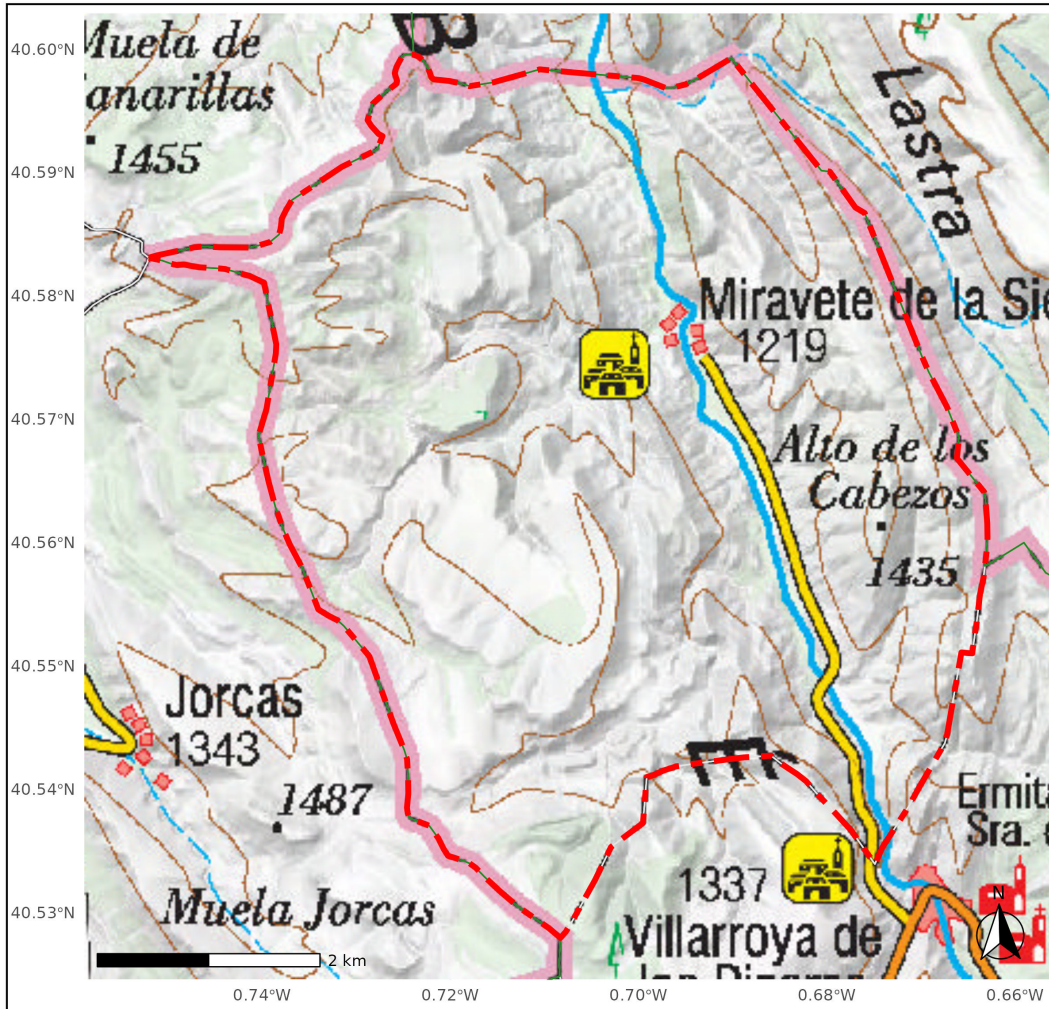 40.60°N
40.59°N
40.58°N
40.57°N
40.56°N
40.55°N
40.54°N
40.53°N
Muela de
anarillas
1455
Lastra
Miravete de la Sie
1219
Alto de los
Cabezos
1435
Jorcas
1343
1487
E
Muela Jorcas
Ermita
Sra. d
1337
Villarroya de
los Pinares
N
2 km
0.74°W
0.72°W
0.70°W
0.68°W
0.66°W